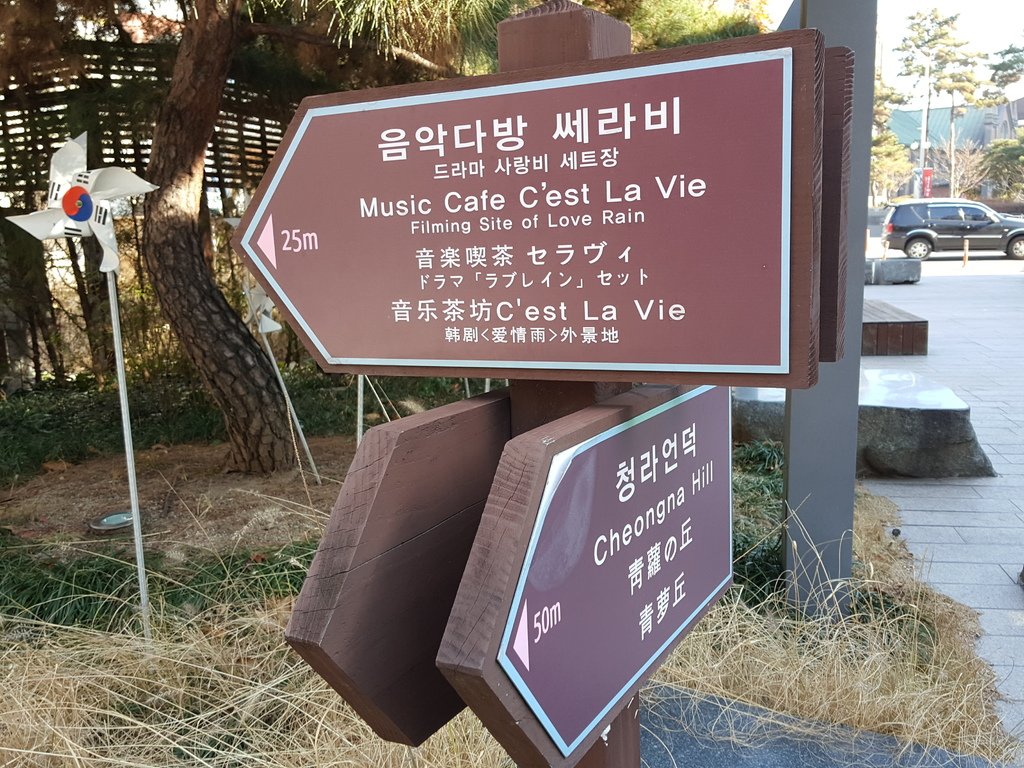 음악다방 쎄라비
드라마 사랑비 세트장
Music Cafe C'est La Vie
Filming Site of Love Rain
25m
音楽喫茶 セラヴィ
ドラマ「ラブレイン」セット
音乐茶坊C'est La Vie
韩剧<爱情雨>外景地
청라언덕
Cheongna Hill
青蘿の丘
青萝丘
50m